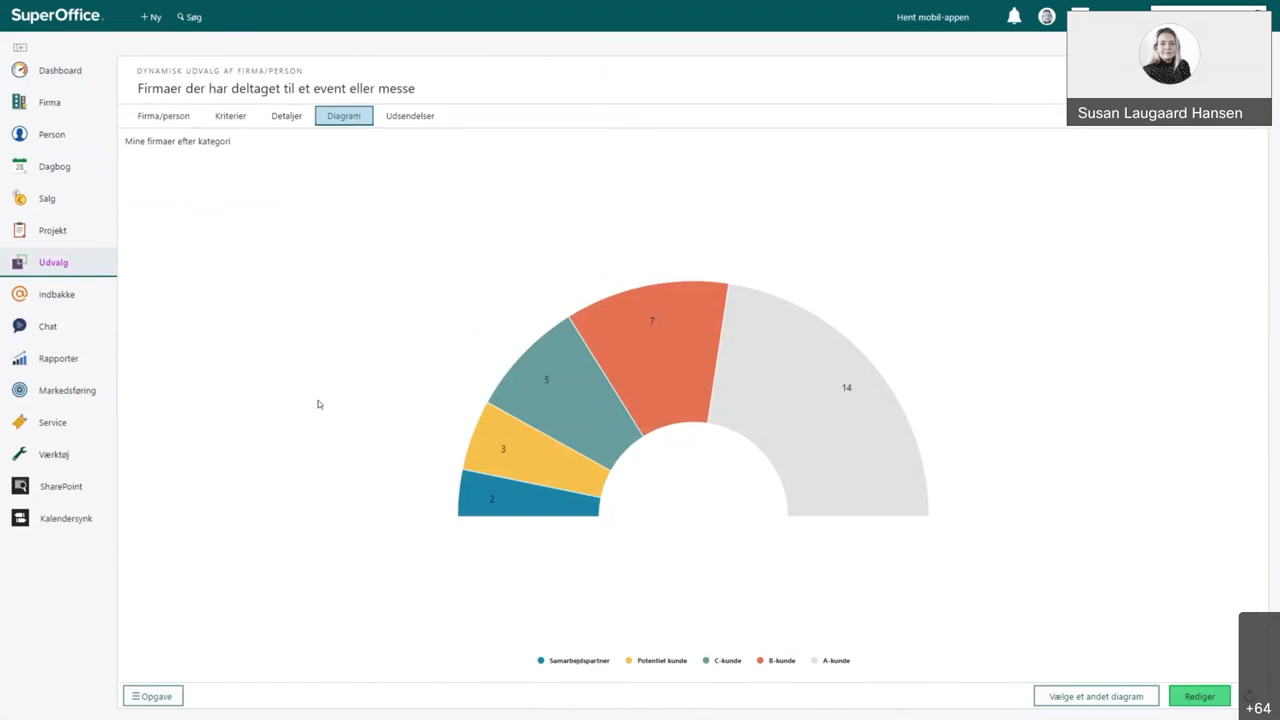 SuperOffice
+ Ny
Søg
Hent mobil-appen
Susan Laugaard Hansen
Dashboard
Firma
Person
28
Dagbog
Salg
Projekt
Udvalg
Indbakke
Chat
Rapporter
Markedsføring
Service
Værktøj
SharePoint
Kalendersynk
DYNAMISK UDVALG AF FIRMA/PERSON
Firmaer der har deltaget til et event eller messe
Firma/person Kriterier Detaljer Diagram Udsendelser
Mine firmaer efter kategori
7
14
5
3
2
Samarbejdspartner Potentiel kunde C-kunde B-kunde A-kunde
Opgave
Vælge et andet diagram
Rediger
+64